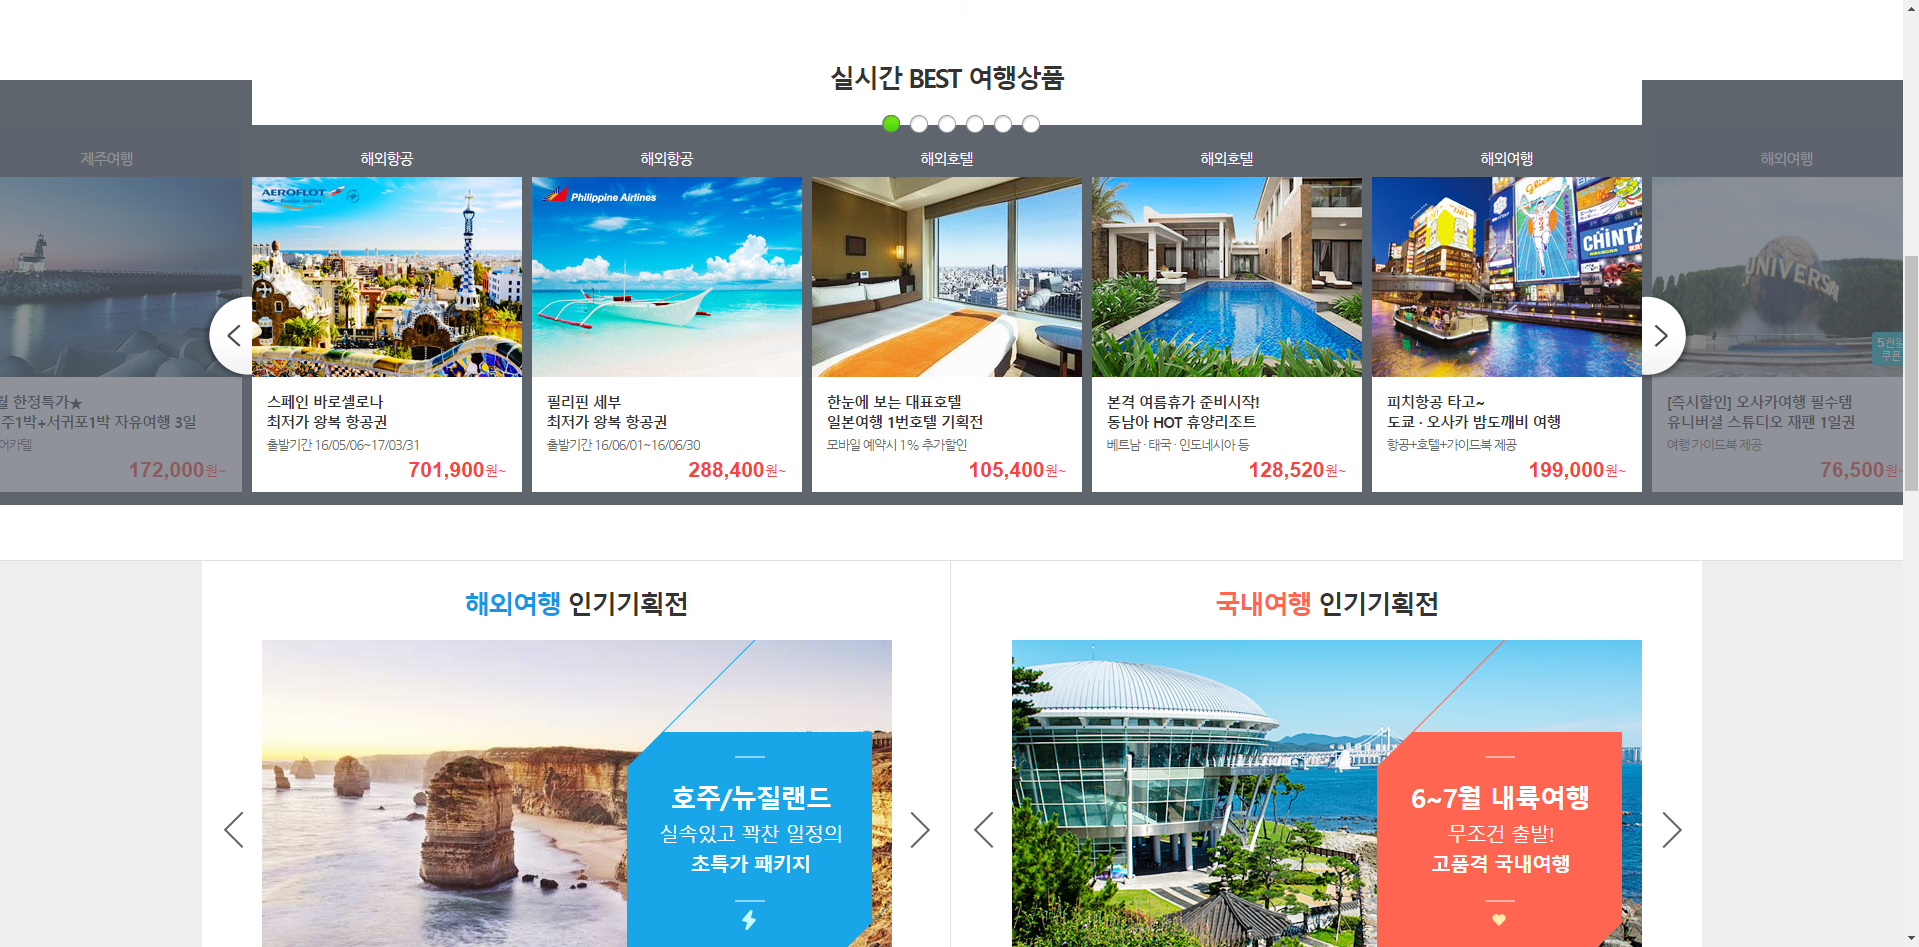 실시간 BEST 여행상품
제주여행
월 한정특가★
주1박+서귀포1박 자유여행 3일
어카텔
172,000원~
해외항공
AEROFLOT
Russian Airlines
스페인 바로셀로나
최저가 왕복 항공권
출발기간 16/05/06~17/03/31
701,900원~
해외항공
Philippine Airlines
필리핀 세부
최저가 왕복 항공권
출발기간 16/06/01~16/06/30
288,400원~
해외호텔
한눈에 보는 대표호텔
일본여행 1번호텔 기획전
모바일 예약시 1% 추가할인
105,400원~
해외호텔
본격 여름휴가 준비시작!
동남아 HOT 휴양리조트
베트남 · 태국 · 인도네시아 등
128,520원~
해외여행
Glico
CHINTA
피치항공 타고~
도쿄 · 오사카 밤도깨비 여행
항공+호텔+가이드북 제공
199,000원~
해외여행
UNIVERSA
5천원
쿠폰
[즉시할인] 오사카여행 필수템
유니버셜 스튜디오 재팬 1일권
여행 가이드북 제공
76,500원~
해외여행 인기기획전
호주/뉴질랜드
실속있고 꽉찬 일정의
초특가 패키지
국내여행 인기기획전
6~7월 내륙여행
무조건 출발!
고품격 국내여행